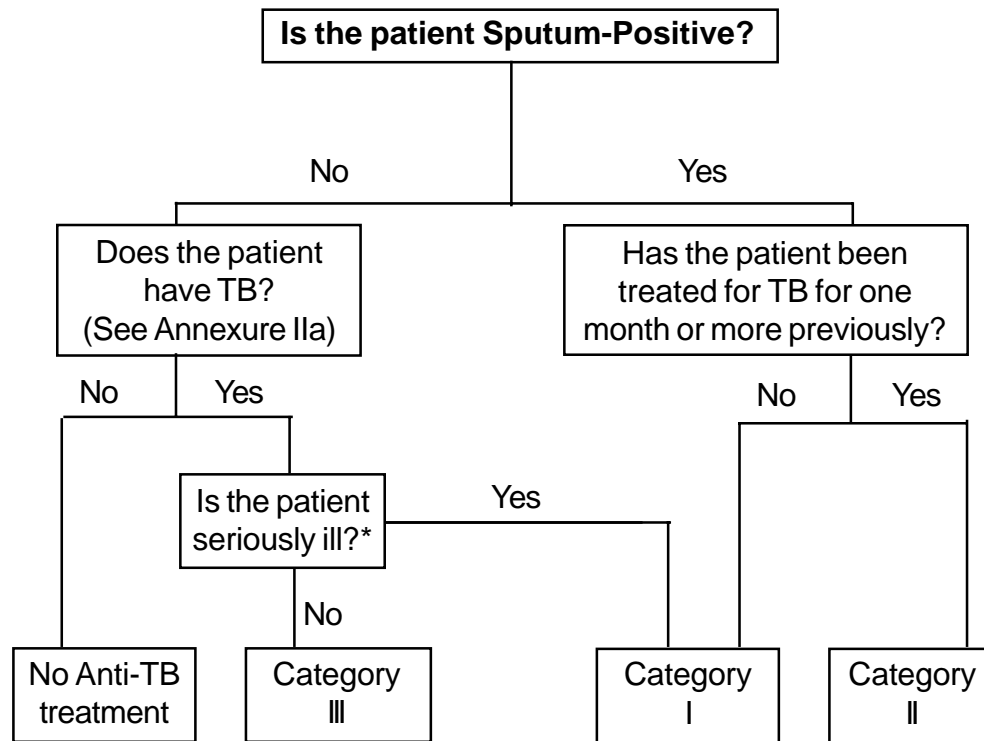 Is the patient Sputum-Positive?
No
Yes
Does the patient
have TB?
(See Annexure IIa)
Has the patient been
treated for TB for one
month or more previously?
No
Yes
No
Yes
Is the patient
seriously ill?*
Yes
No
No Anti-TB
treatment
Category
III
Category
I
Category
II